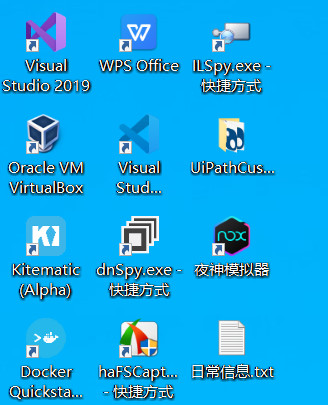 Visual
Studio 2019
WPS Office
ILSpy.exe -
快捷方式
Oracle VM
VirtualBox
Visual
Stud...
UiPathCus...
Kitematic
(Alpha)
dnSpy.exe -
快捷方式
nox
夜神模拟器
Docker
Quicksta...
haFSCapt...
- 快捷方式
日常信息.txt